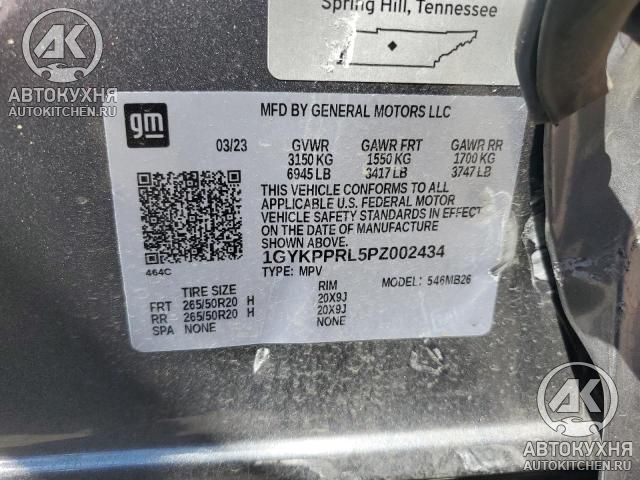 Spring Hill, Tennessee
AK
АВТОКУХНЯ
AUTOKITCHEN.RU
gm
MFD BY GENERAL MOTORS LLC
03/23 GVWR GAWR FRT GAWR RR
3150 KG 1550 KG 1700 KG
6945 LB 3417 LB 3747 LB
THIS VEHICLE CONFORMS TO ALL
APPLICABLE U.S. FEDERAL MOTOR
VEHICLE SAFETY STANDARDS IN EFFECT
ON THE DATE OF MANUFACTURE
SHOWN ABOVE.
1GYKPPRL5PZ002434
464C
TYPE: MPV MODEL: 546MB26
TIRE SIZE RIM
FRT 265/50R20 H 20X9J
RR 265/50R20 H 20X9J
SPA NONE NONE
AK
АВТОКУХНЯ
AUTOKITCHEN.RU